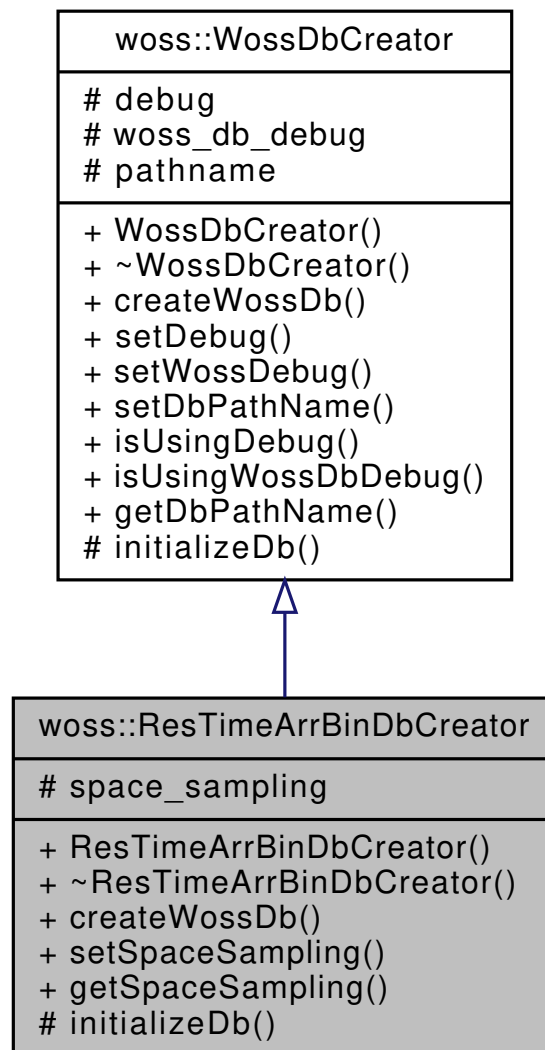 woss::WossDbCreator
# debug
# woss_db_debug
# pathname
+ WossDbCreator()
+ ~WossDbCreator()
+ createWossDb()
+ setDebug()
+ setWossDebug()
+ setDbPathName()
+ isUsingDebug()
+ isUsingWossDbDebug()
+ getDbPathName()
# initializeDb()
woss::ResTimeArrBinDbCreator
# space_sampling
+ ResTimeArrBinDbCreator()
+ ~ResTimeArrBinDbCreator()
+ createWossDb()
+ setSpaceSampling()
+ getSpaceSampling()
# initializeDb()